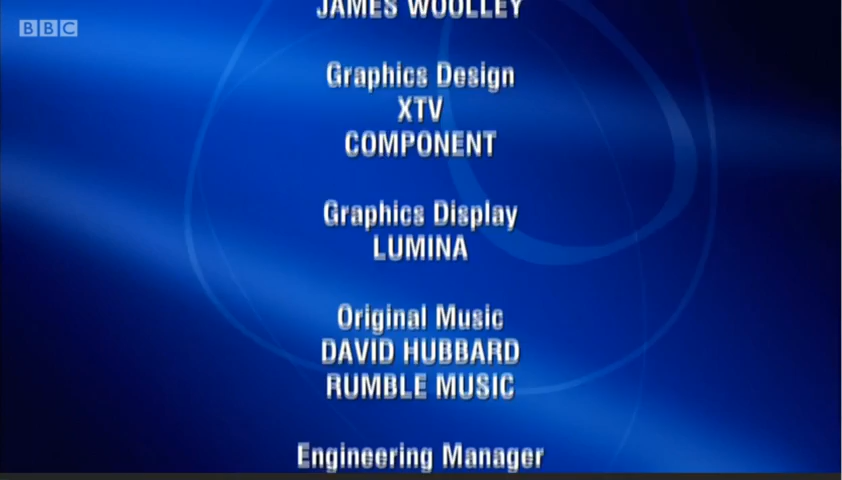 BBC
JAMES WOOLLEY
Graphics Design
XTV
COMPONENT
Graphics Display
LUMINA
Original Music
DAVID HUBBARD
RUMBLE MUSIC
Engineering Manager